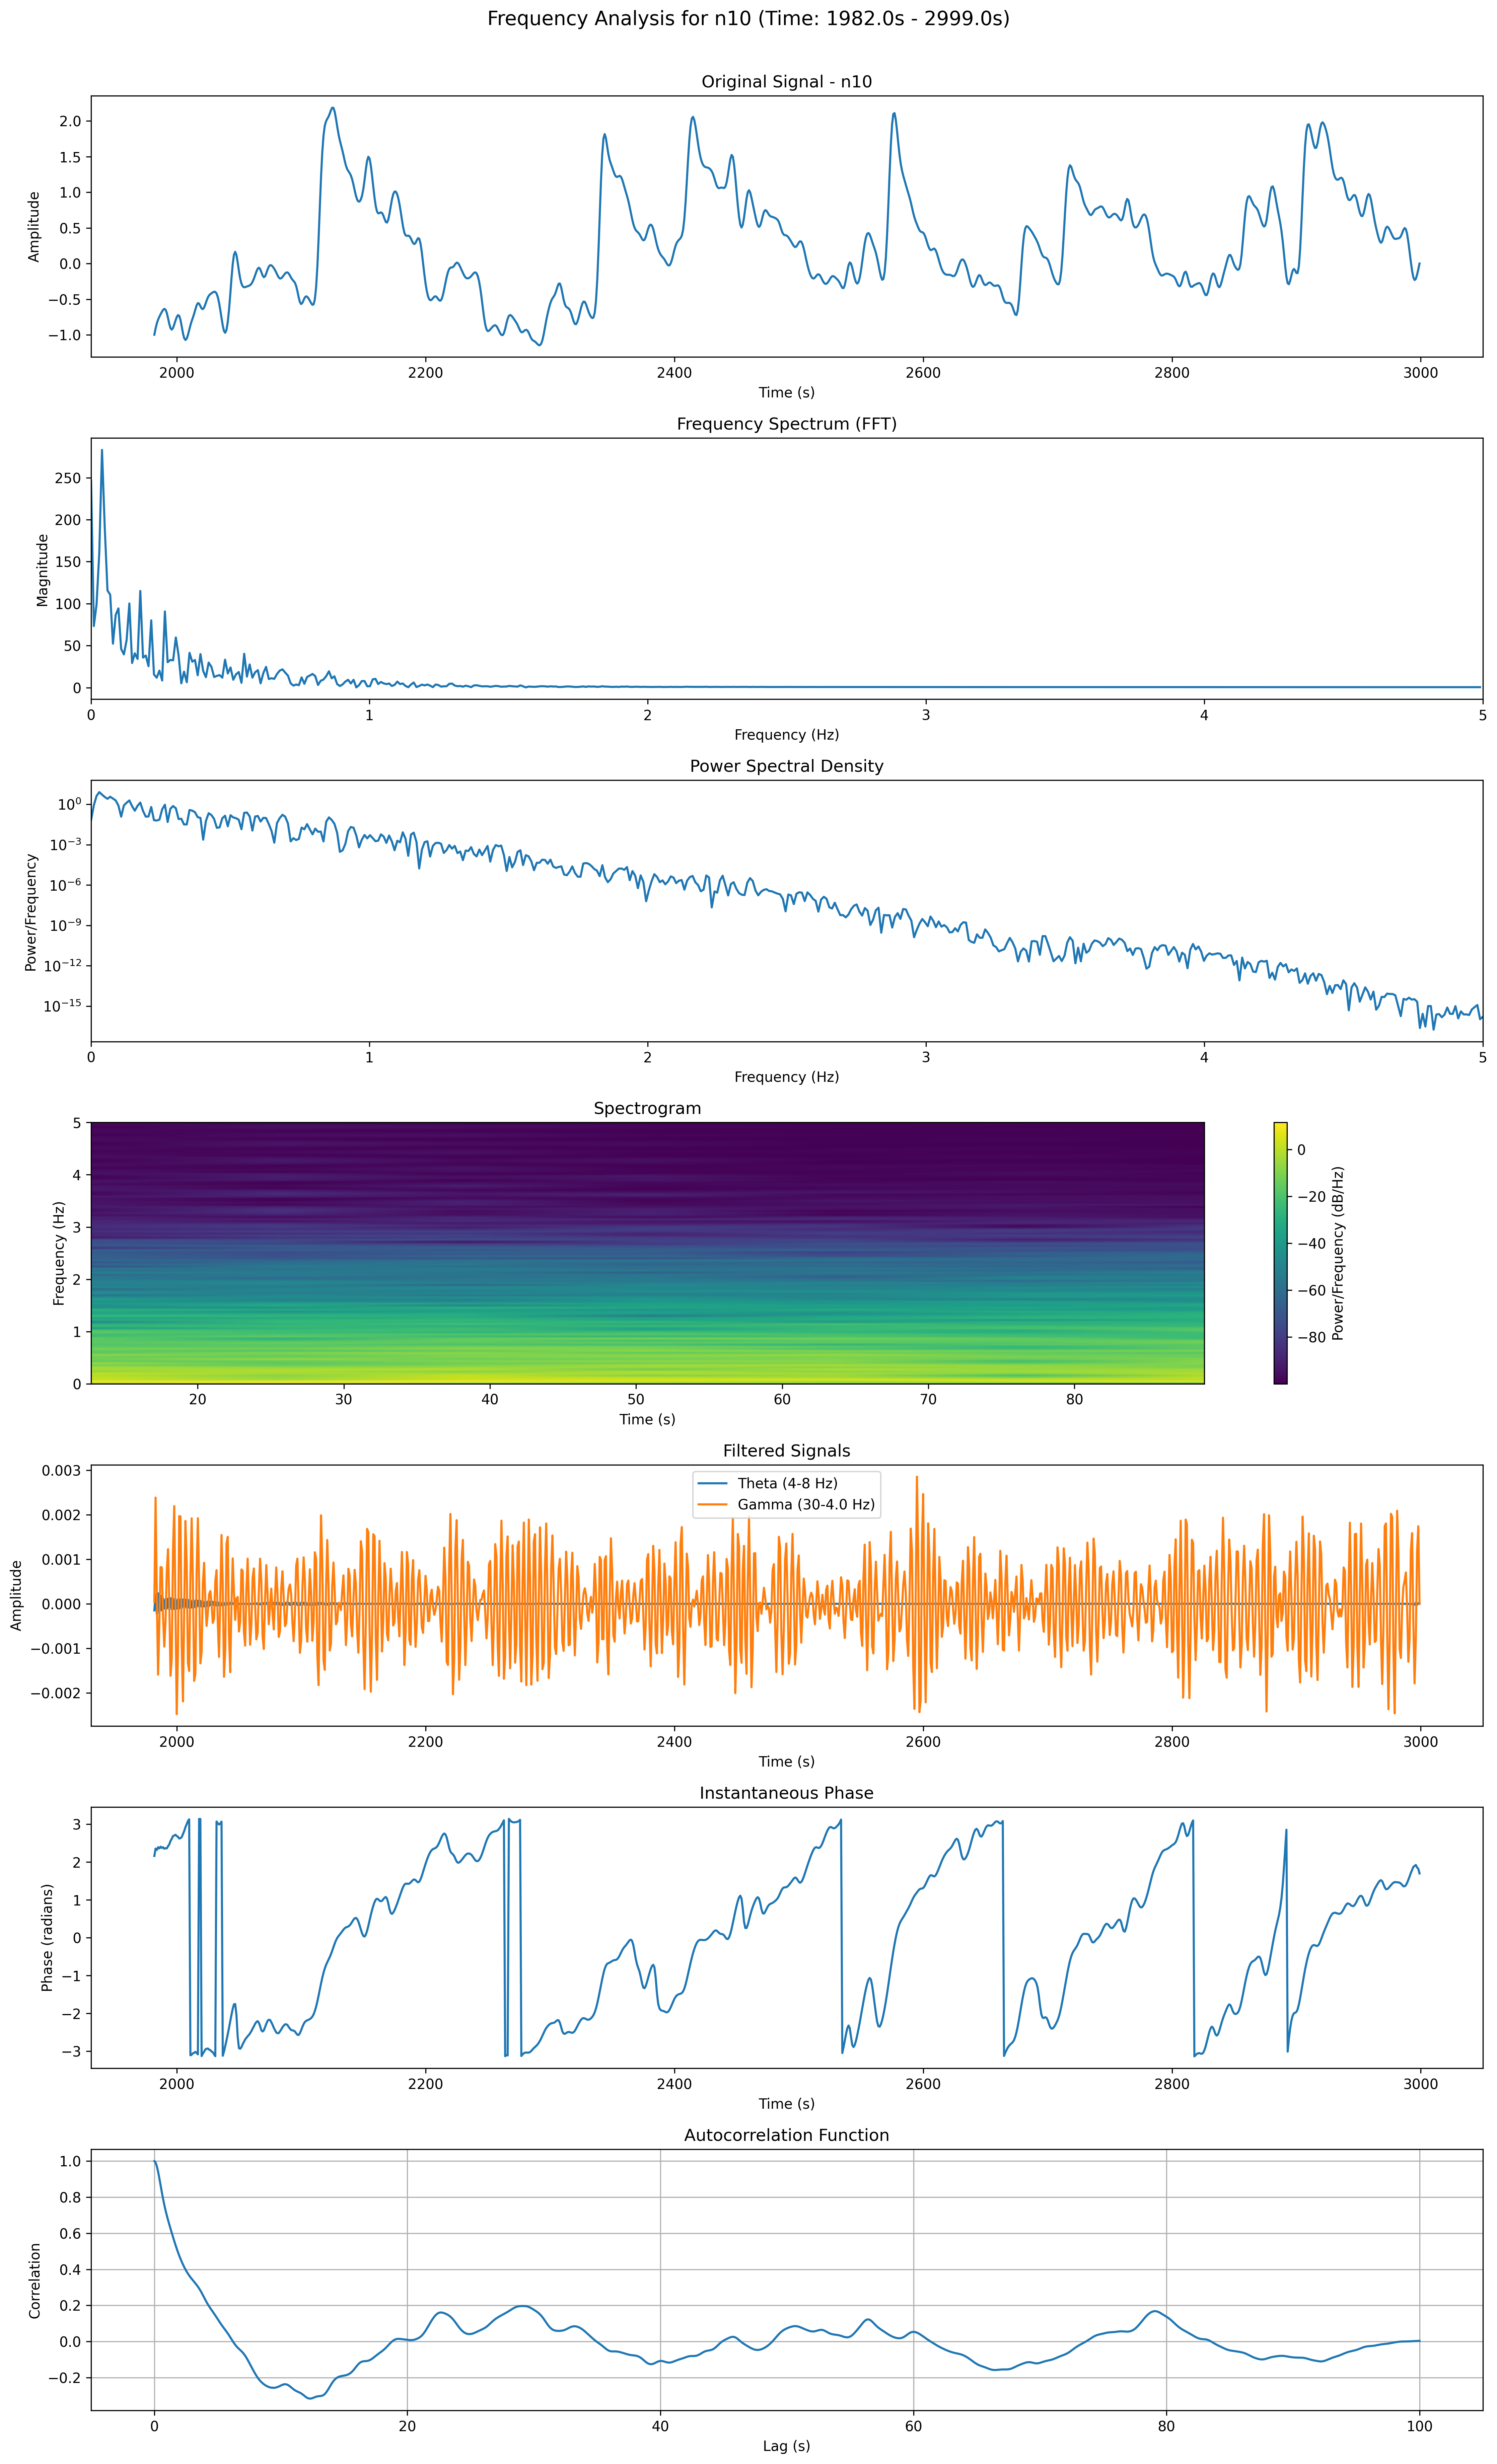 Frequency Analysis for n10 (Time: 1982.0s - 2999.0s)
Original Signal - n10
Amplitude
2.0
1.5
1.0
0.5
0.0
−0.5
−1.0
2000 2200 2400 2600 2800 3000
Time (s)
Frequency Spectrum (FFT)
Magnitude
250
200
150
100
50
0
0 1 2 3 4 5
Frequency (Hz)
Power Spectral Density
Power/Frequency
10⁰
10⁻³
10⁻⁶
10⁻⁹
10⁻¹²
10⁻¹⁵
0 1 2 3 4 5
Frequency (Hz)
Spectrogram
Frequency (Hz)
5
4
3
2
1
0
20 30 40 50 60 70 80
Time (s)
0
−20
−40
−60
−80
Power/Frequency (dB/Hz)
Filtered Signals
Theta (4-8 Hz)
Gamma (30-4.0 Hz)
Amplitude
0.003
0.002
0.001
0.000
−0.001
−0.002
2000 2200 2400 2600 2800 3000
Time (s)
Instantaneous Phase
Phase (radians)
3
2
1
0
−1
−2
−3
2000 2200 2400 2600 2800 3000
Time (s)
Autocorrelation Function
Correlation
1.0
0.8
0.6
0.4
0.2
0.0
−0.2
0 20 40 60 80 100
Lag (s)